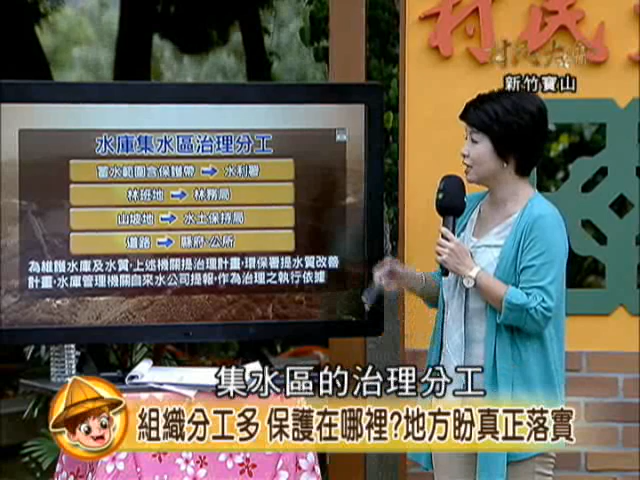 村民大
村民大會
新竹寶山
水庫集水區治理分工
蓄水範圍含保護帶 → 水利署
林班地 → 林務局
山坡地 → 水土保持局
道路 → 縣府·公所
為維護水庫及水質,上述機關提治理計畫,環保署提水質改善
計畫,水庫管理機關自來水公司提報,作為治理之執行依據
集水區的治理分工
組織分工多 保護在哪裡?地方盼真正落實